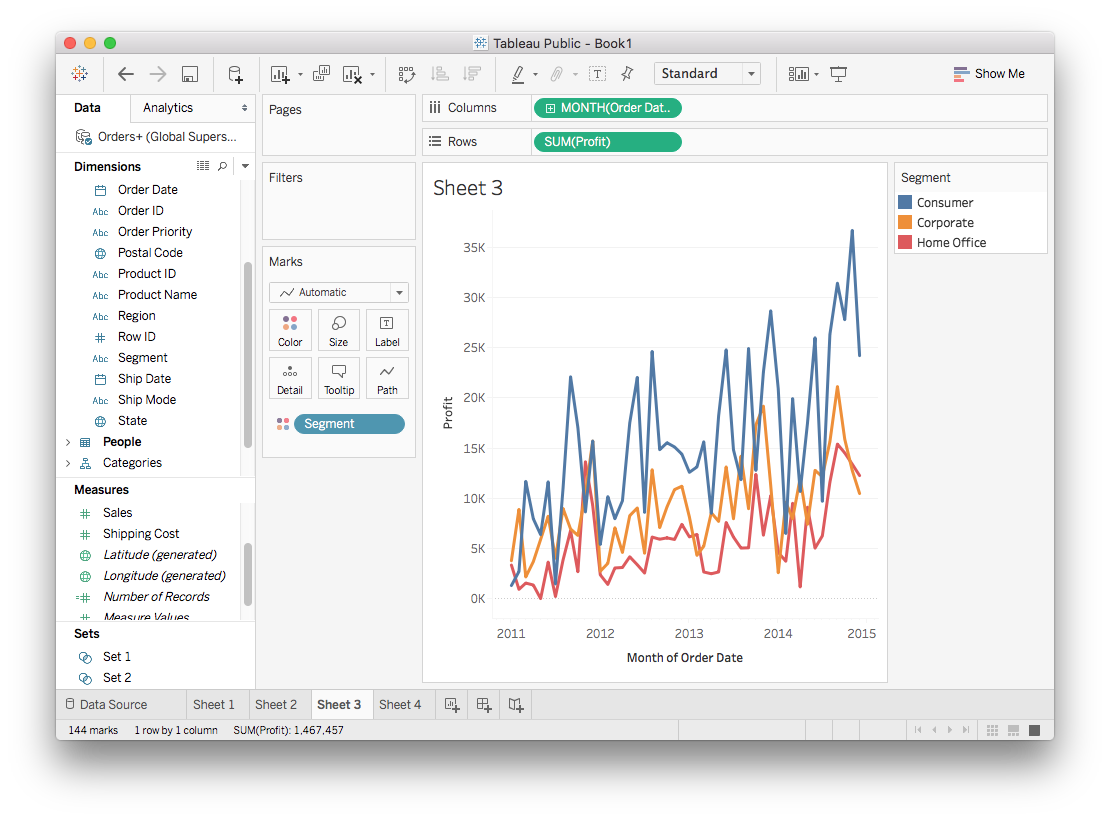 Tableau Public - Book1
Standard
Show Me
Data
Analytics
Orders+ (Global Supers...
Dimensions
Order Date
Abc Order ID
Abc Order Priority
Postal Code
Abc Product ID
Abc Product Name
Abc Region
Row ID
Abc Segment
Ship Date
Abc Ship Mode
State
People
Categories
Measures
Sales
Shipping Cost
Latitude (generated)
Longitude (generated)
Number of Records
Measure Values
Sets
Set 1
Set 2
Pages
Filters
Marks
Automatic
Color
Size
Label
Detail
Tooltip
Path
Segment
Columns
MONTH(Order Dat..
Rows
SUM(Profit)
Sheet 3
Profit
35K
30K
25K
20K
15K
10K
5K
0K
2011
2012
2013
2014
2015
Month of Order Date
Segment
Consumer
Corporate
Home Office
Data Source
Sheet 1
Sheet 2
Sheet 3
Sheet 4
144 marks
1 row by 1 column
SUM(Profit): 1,467,457